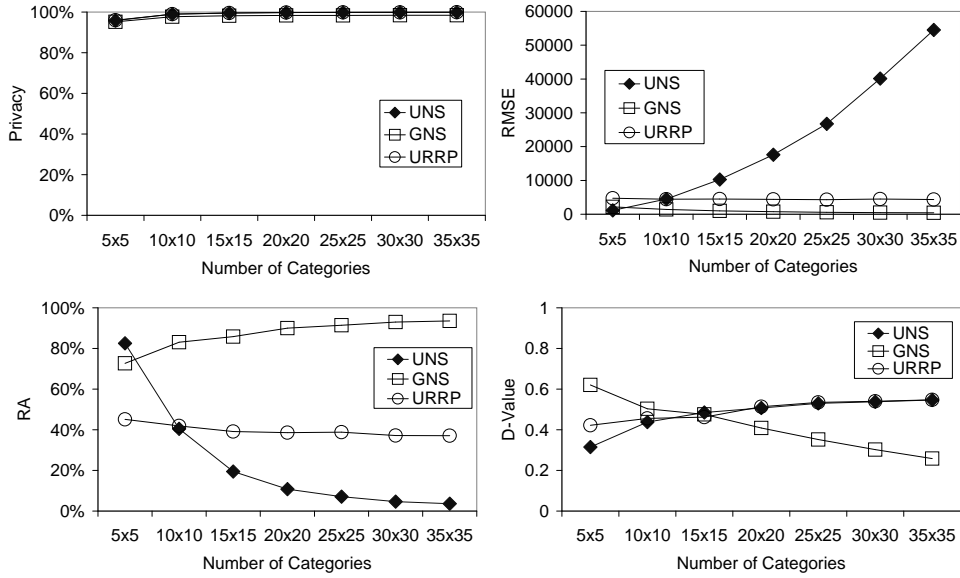 100%
80%
60%
40%
20%
0%
Privacy
UNS
GNS
URRP
5x5 10x10 15x15 20x20 25x25 30x30 35x35
Number of Categories
60000
50000
40000
30000
20000
10000
0
RMSE
UNS
GNS
URRP
5x5 10x10 15x15 20x20 25x25 30x30 35x35
Number of Categories
100%
80%
60%
40%
20%
0%
RA
UNS
GNS
URRP
5x5 10x10 15x15 20x20 25x25 30x30 35x35
Number of Categories
1
0.8
0.6
0.4
0.2
0
D-Value
UNS
GNS
URRP
5x5 10x10 15x15 20x20 25x25 30x30 35x35
Number of Categories